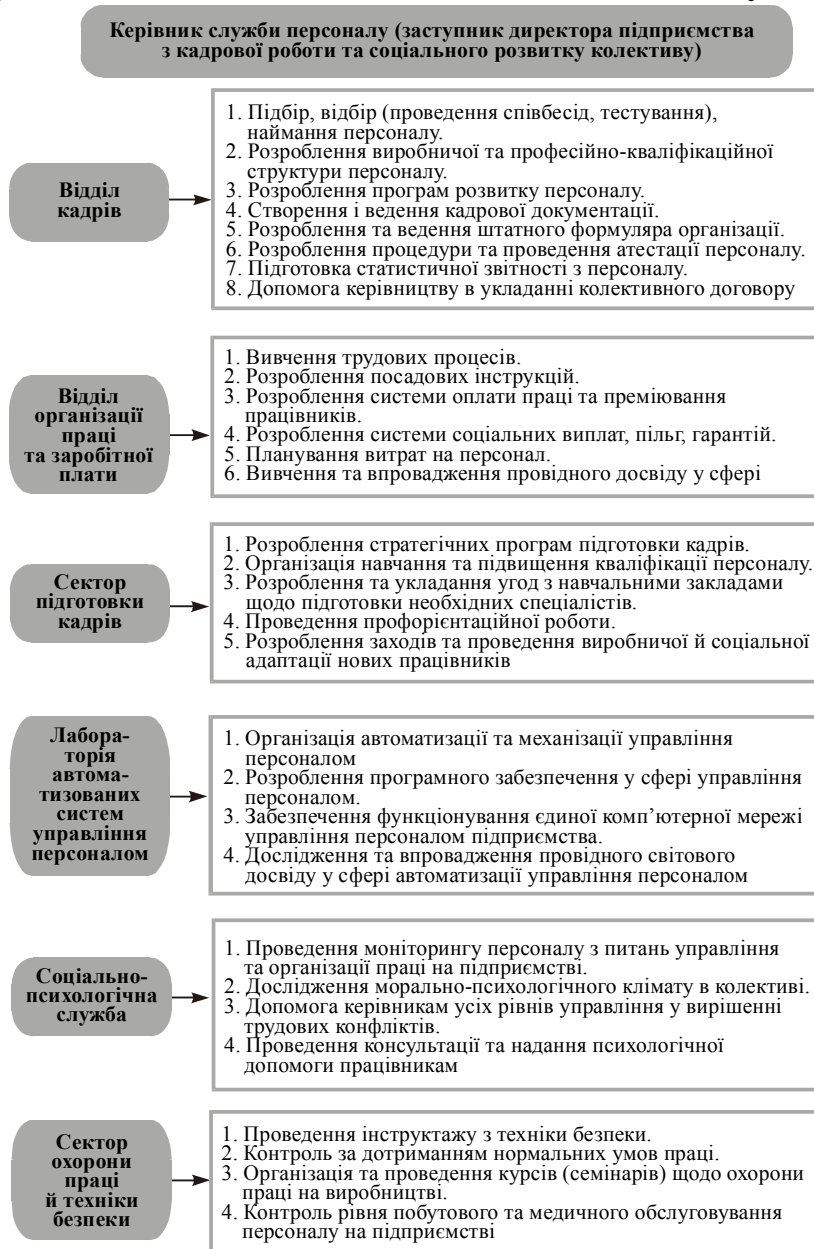 Керівник служби персоналу (заступник директора підприємства
з кадрової роботи та соціального розвитку колективу)
Відділ
кадрів
1. Підбір, відбір (проведення співбесід, тестування),
наймання персоналу.
2. Розроблення виробничої та професійно-кваліфікаційної
структури персоналу.
3. Розроблення програм розвитку персоналу.
4. Створення і ведення кадрової документації.
5. Розроблення та ведення штатного формуляра організації.
6. Розроблення процедури та проведення атестації персоналу.
7. Підготовка статистичної звітності з персоналу.
8. Допомога керівництву в укладанні колективного договору
Відділ
організації
праці
та заробітної
плати
1. Вивчення трудових процесів.
2. Розроблення посадових інструкцій.
3. Розроблення системи оплати праці та преміювання
працівників.
4. Розроблення системи соціальних виплат, пільг, гарантій.
5. Планування витрат на персонал.
6. Вивчення та впровадження провідного досвіду у сфері
Сектор
підготовки
кадрів
1. Розроблення стратегічних програм підготовки кадрів.
2. Організація навчання та підвищення кваліфікації персоналу.
3. Розроблення та укладання угод з навчальними закладами
щодо підготовки необхідних спеціалістів.
4. Проведення профорієнтаційної роботи.
5. Розроблення заходів та проведення виробничої й соціальної
адаптації нових працівників
Лабора-
торія
автома-
тизованих
систем
управління
персоналом
1. Організація автоматизації та механізації управління
персоналом
2. Розроблення програмного забезпечення у сфері управління
персоналом.
3. Забезпечення функціонування єдиної комп’ютерної мережі
управління персоналом підприємства.
4. Дослідження та впровадження провідного світового
досвіду у сфері автоматизації управління персоналом
Соціально-
психологічна
служба
1. Проведення моніторингу персоналу з питань управління
та організації праці на підприємстві.
2. Дослідження морально-психологічного клімату в колективі.
3. Допомога керівникам усіх рівнів управління у вирішенні
трудових конфліктів.
4. Проведення консультації та надання психологічної
допомоги працівникам
Сектор
охорони
праці
й техніки
безпеки
1. Проведення інструктажу з техніки безпеки.
2. Контроль за дотриманням нормальних умов праці.
3. Організація та проведення курсів (семінарів) щодо охорони
праці на виробництві.
4. Контроль рівня побутового та медичного обслуговування
персоналу на підприємстві